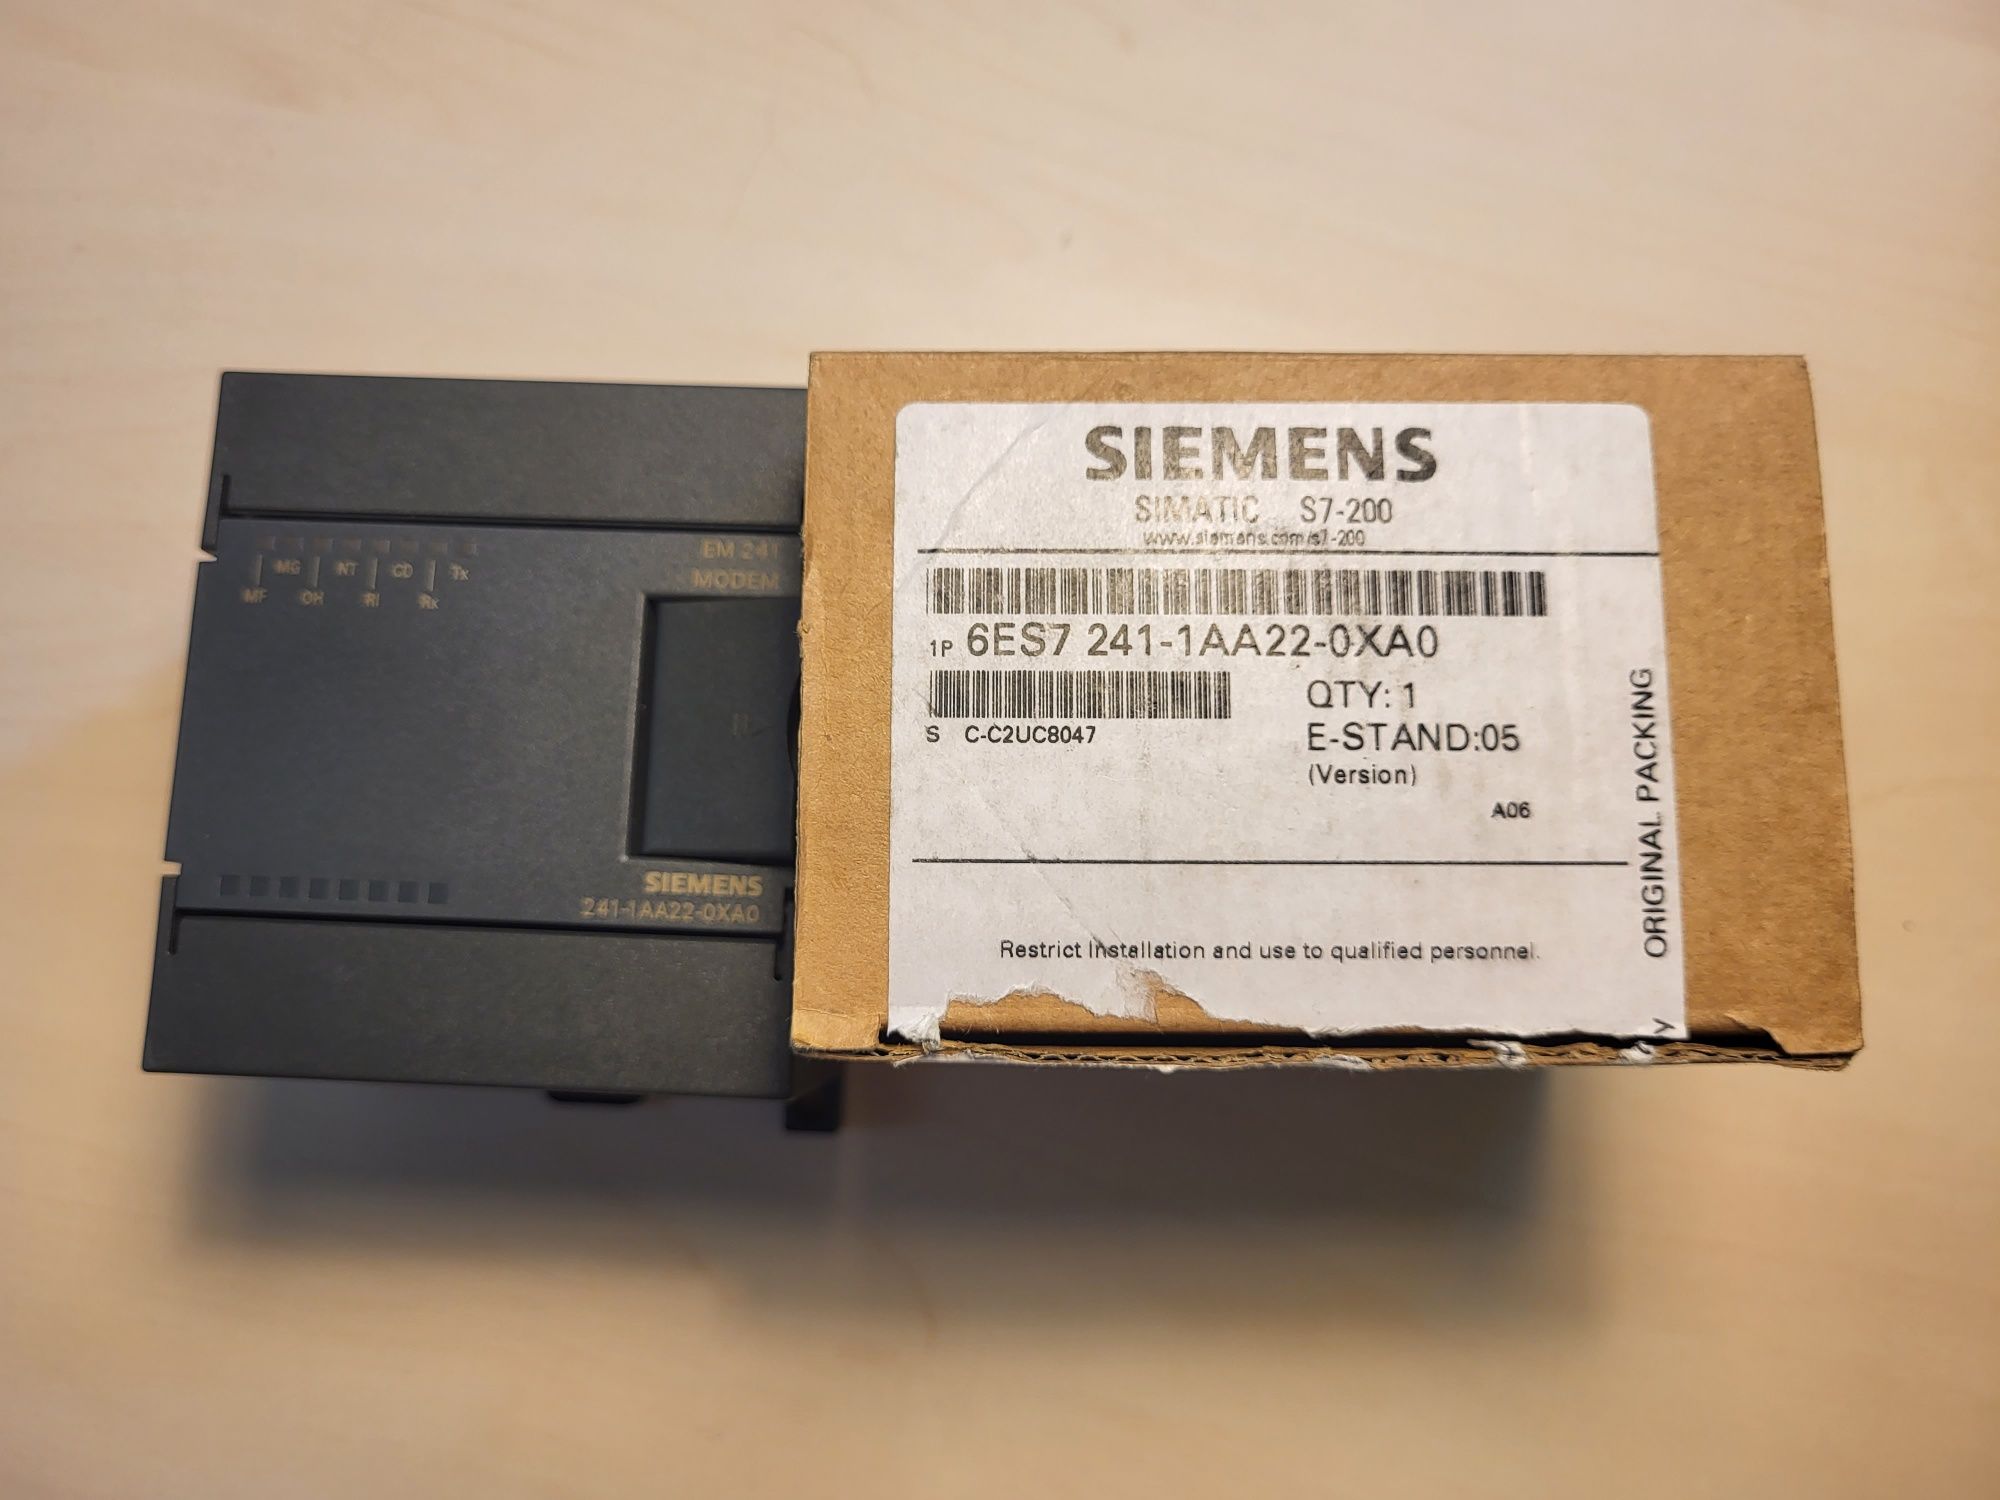 EM 241
MODEM
MG NT CD Tx
MF OH RI Rx
SIEMENS
241-1AA22-0XA0
SIEMENS
SIMATIC S7-200
www.siemens.com/s7-200
1P 6ES7 241-1AA22-0XA0
S C-C2UC8047
QTY: 1
E-STAND:05
(Version)
A06
Restrict Installation and use to qualified personnel.
ORIGINAL PACKING